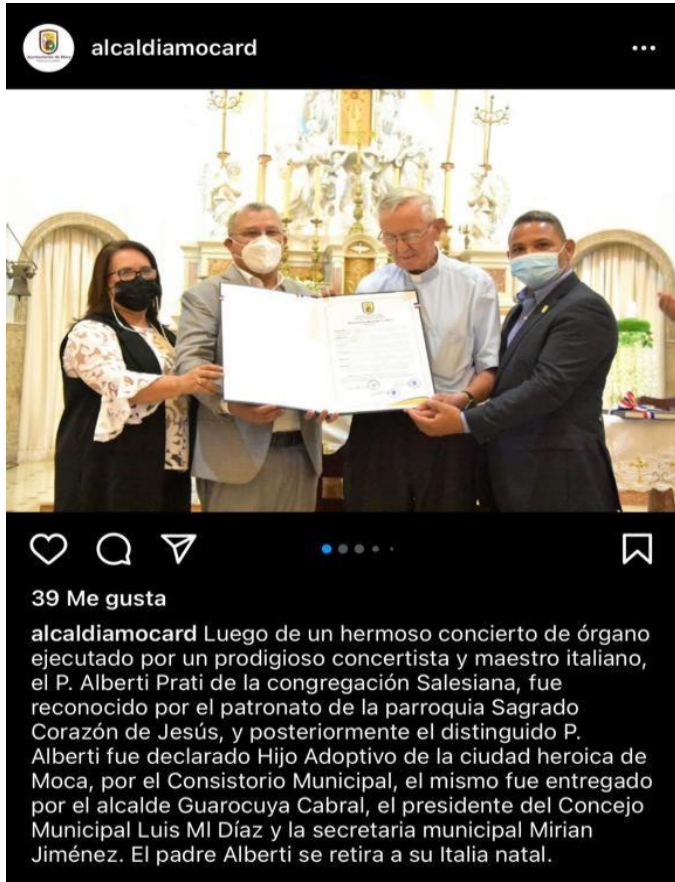 alcaldiamocard
39 Me gusta
alcaldiamocard Luego de un hermoso concierto de órgano
ejecutado por un prodigioso concertista y maestro italiano,
el P. Alberti Prati de la congregación Salesiana, fue
reconocido por el patronato de la parroquia Sagrado
Corazón de Jesús, y posteriormente el distinguido P.
Alberti fue declarado Hijo Adoptivo de la ciudad heroica de
Moca, por el Consistorio Municipal, el mismo fue entregado
por el alcalde Guarocuya Cabral, el presidente del Concejo
Municipal Luis Ml Díaz y la secretaria municipal Mirian
Jiménez. El padre Alberti se retira a su Italia natal.